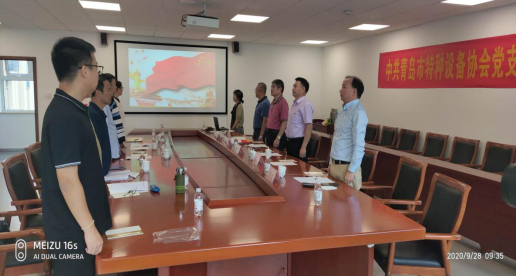 中共青岛市特种设备协会党支
MEIZU 16s
AI DUAL CAMERA
2020/9/28 09:35